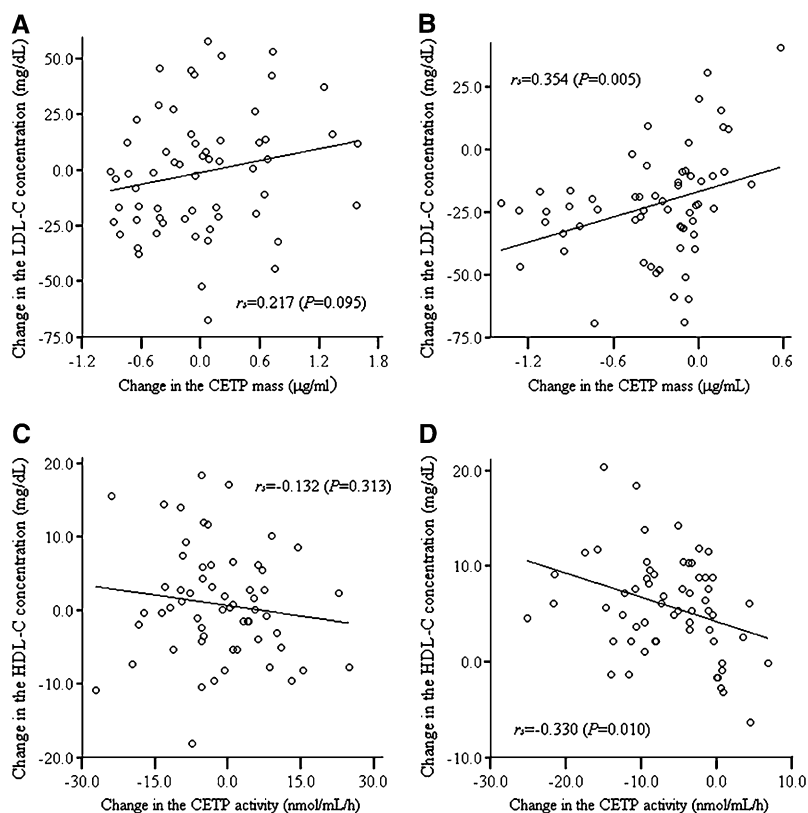 A
Change in the LDL-C concentration (mg/dL)
50.0
25.0
0.0
-25.0
-50.0
-75.0
rs=0.217 (P=0.095)
-1.2 -0.6 0.0 0.6 1.2 1.8
Change in the CETP mass (µg/ml)
B
Change in the LDL-C concentration (mg/dL)
25.0
0.0
-25.0
-50.0
-75.0
rs=0.354 (P=0.005)
-1.2 -0.6 0.0 0.6
Change in the CETP mass (µg/mL)
C
Change in the HDL-C concentration (mg/dL)
20.0
10.0
0.0
-10.0
-20.0
rs=-0.132 (P=0.313)
-30.0 -15.0 0.0 15.0 30.0
Change in the CETP activity (nmol/mL/h)
D
Change in the HDL-C concentration (mg/dL)
20.0
10.0
0.0
-10.0
rs=-0.330 (P=0.010)
-30.0 -20.0 -10.0 0.0 10.0
Change in the CETP activity (nmol/mL/h)